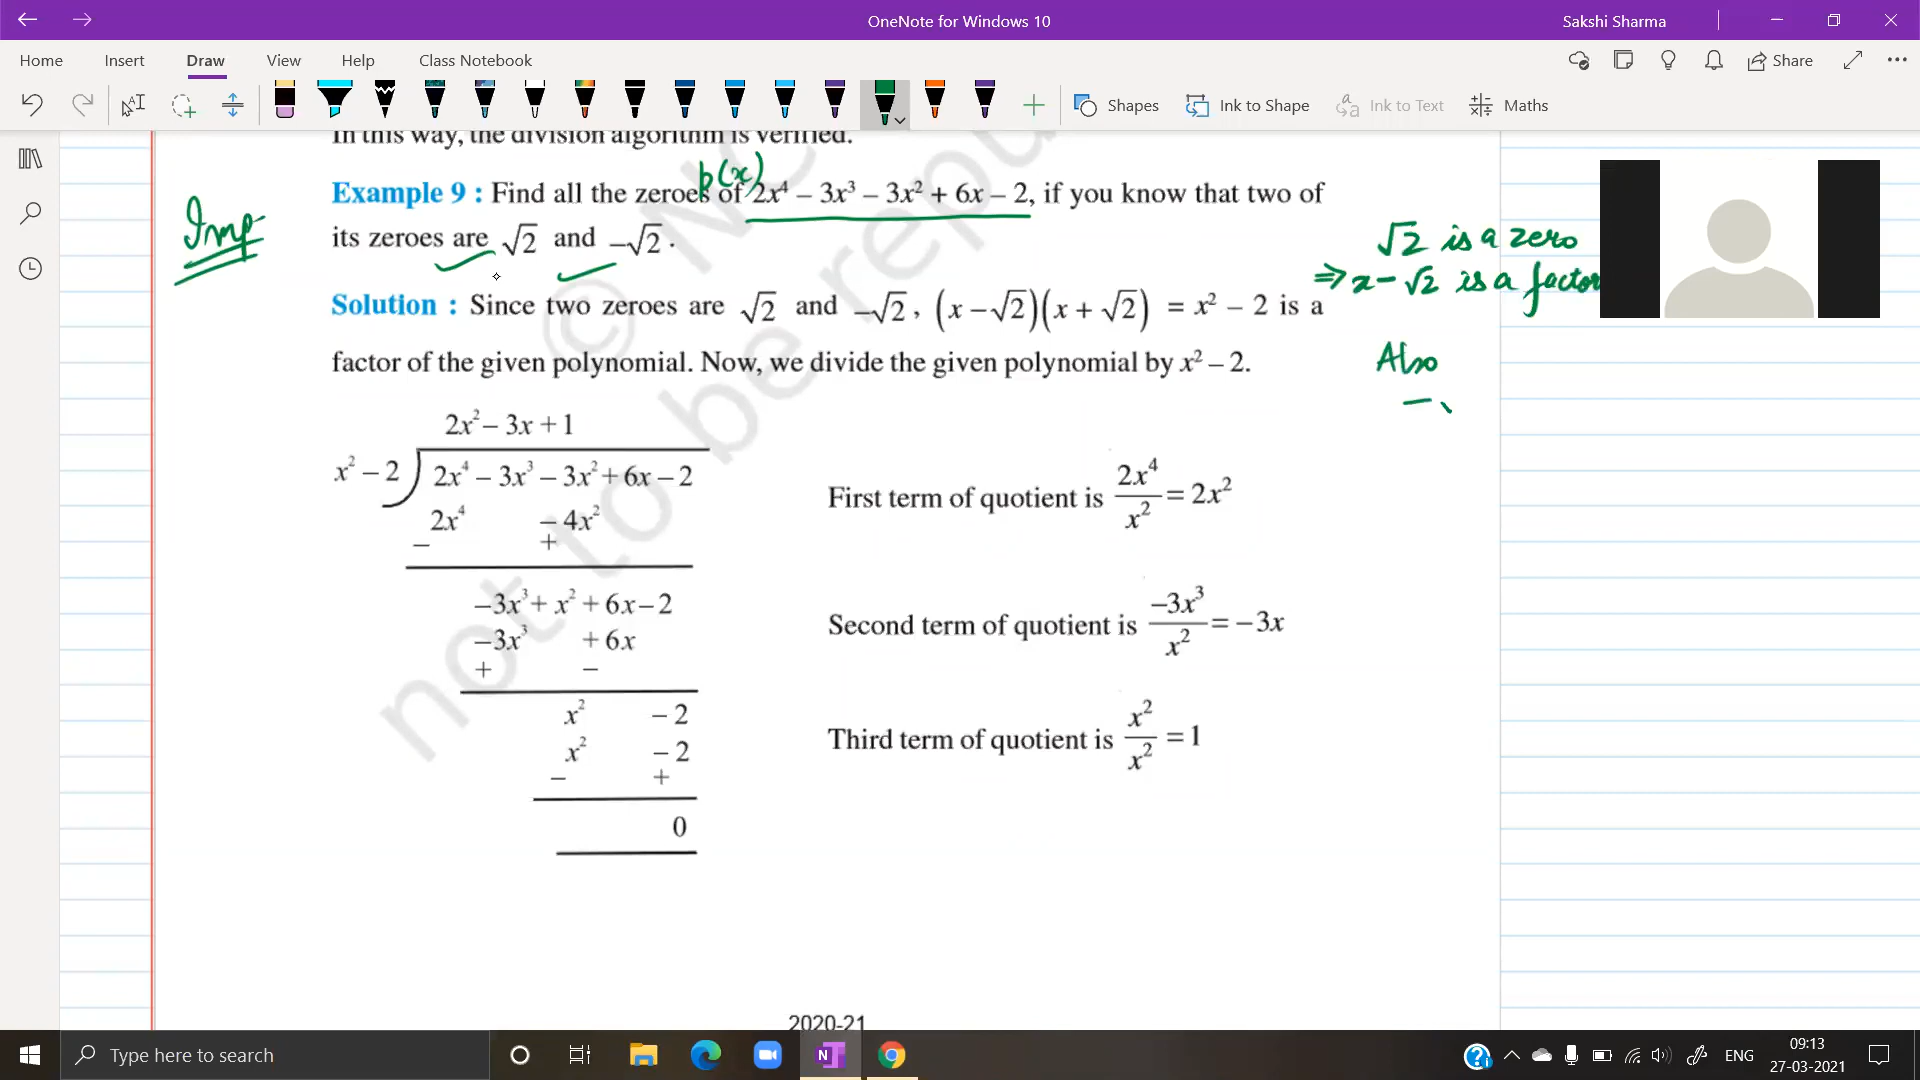 OneNote for Windows 10
Sakshi Sharma
Home Insert Draw View Help Class Notebook
Share
Shapes Ink to Shape Ink to Text Maths
In this way, the division algorithm is verified.
p(x)
Example 9 : Find all the zeroes of 2x⁴ – 3x³ – 3x² + 6x – 2, if you know that two of
its zeroes are √2 and –√2.
Imp
√2 is a zero
⇒ x – √2 is a factor
Solution : Since two zeroes are √2 and –√2, (x – √2)(x + √2) = x² – 2 is a
factor of the given polynomial. Now, we divide the given polynomial by x² – 2.
Also
–
2x² – 3x + 1
x² – 2 ) 2x⁴ – 3x³ – 3x² + 6x – 2
2x⁴ – 4x²
– +
–3x³ + x² + 6x – 2
–3x³ + 6x
+ –
x² – 2
x² – 2
– +
0
First term of quotient is 2x⁴/x² = 2x²
Second term of quotient is –3x³/x² = –3x
Third term of quotient is x²/x² = 1
© NC
not to be repu
2020-21
Type here to search
ENG
09:13
27-03-2021